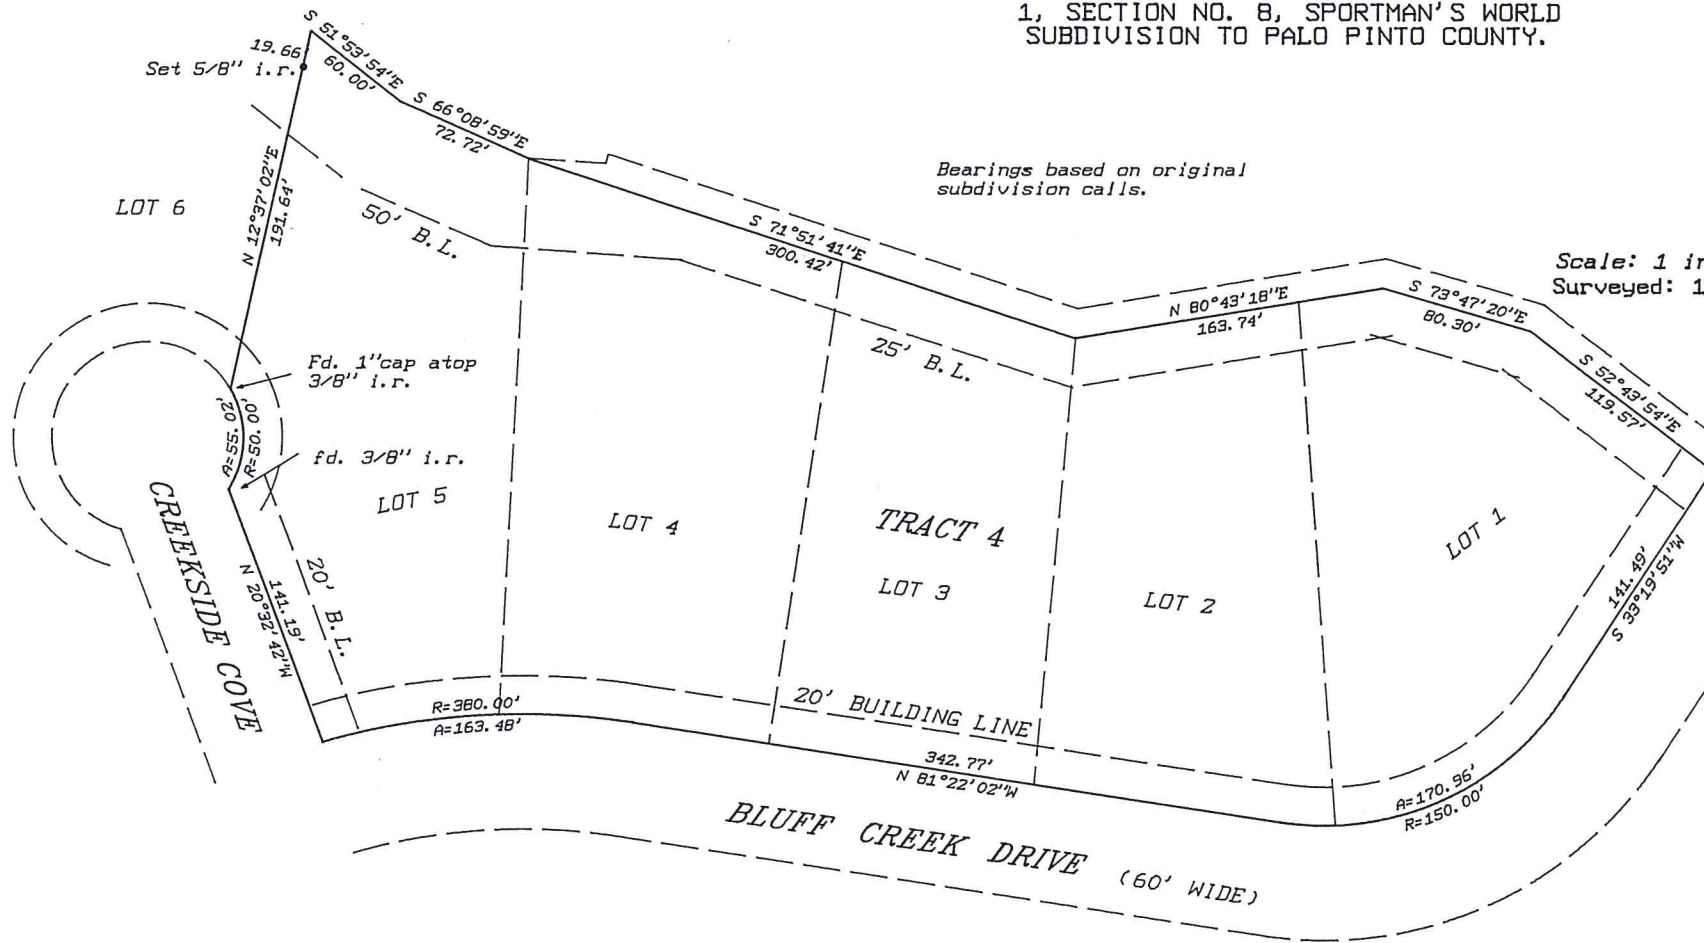 1, SECTION NO. 8, SPORTMAN'S WORLD
SUBDIVISION TO PALO PINTO COUNTY.
S 51°53'54"E
60.00'
19.66
Set 5/8" i.r.
S 66°08'59"E
72.72'
Bearings based on original
subdivision calls.
LOT 6
N 12°37'02"E
191.64'
50' B.L.
S 71°51'41"E
300.42'
Scale: 1 in
Surveyed: 1
N 80°43'18"E
163.74'
S 73°47'20"E
80.30'
25' B.L.
S 52°43'54"E
119.57'
Fd. 1"cap atop
3/8" i.r.
A=55.02'
R=50.00'
fd. 3/8" i.r.
LOT 5
LOT 4
TRACT 4
LOT 3
LOT 2
LOT 1
CREEKSIDE COVE
20' B.L.
141.19'
N 20°32'42"W
141.49'
S 33°19'51"W
R=380.00'
A=163.48'
20' BUILDING LINE
342.77'
N 81°22'02"W
A=170.96'
R=150.00'
BLUFF CREEK DRIVE (60' WIDE)